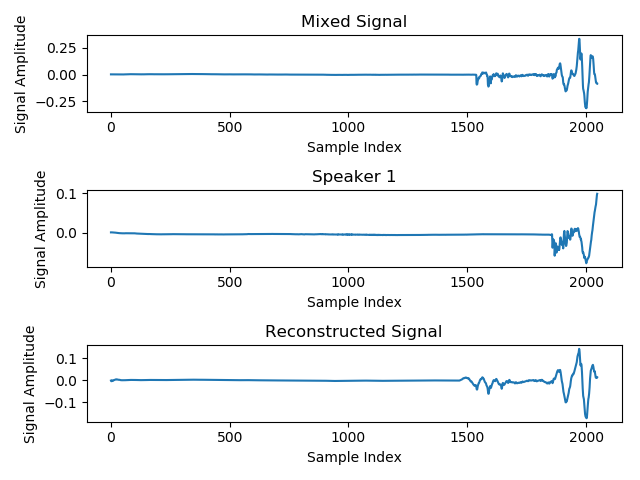 Mixed Signal
Signal Amplitude
0.25
0.00
−0.25
0
500
1000
1500
2000
Sample Index
Speaker 1
Signal Amplitude
0.1
0.0
0
500
1000
1500
2000
Sample Index
Reconstructed Signal
Signal Amplitude
0.1
0.0
−0.1
0
500
1000
1500
2000
Sample Index